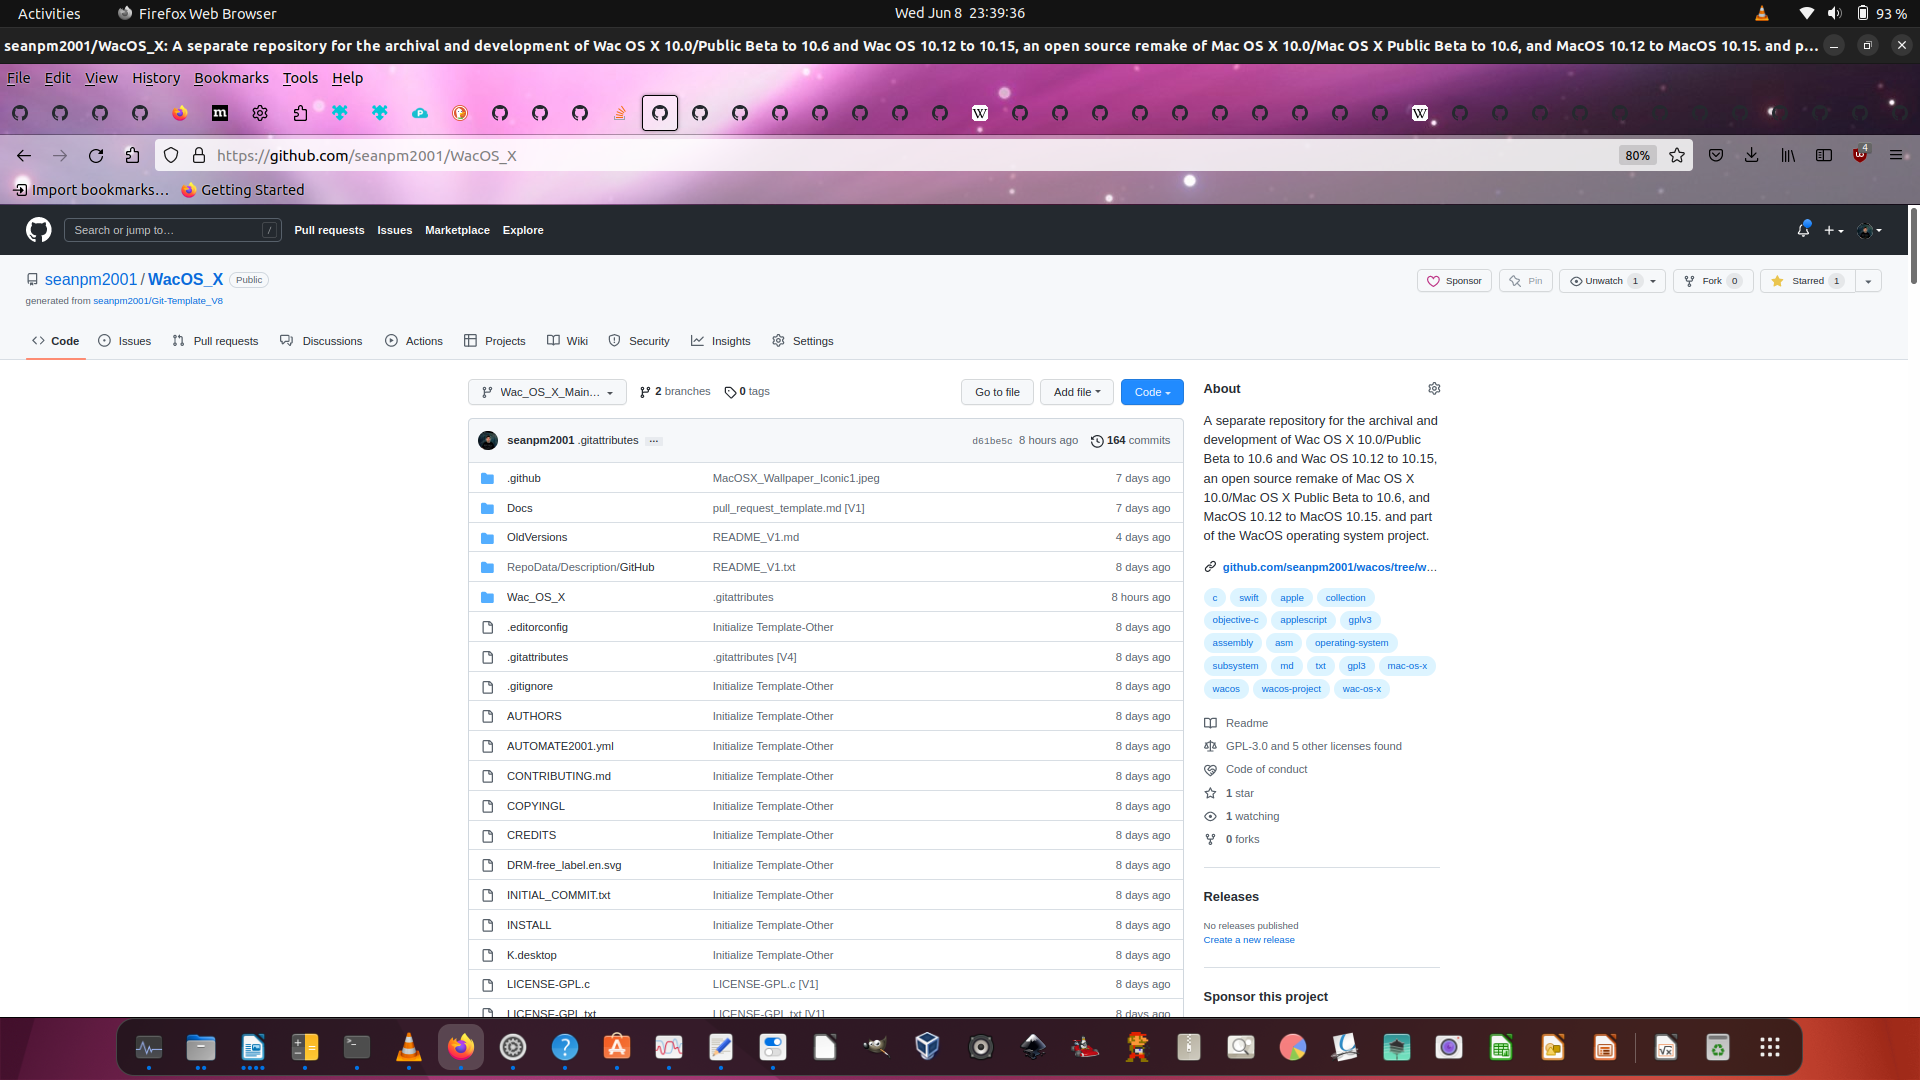 Activities
Firefox Web Browser
Wed Jun 8 23:39:36
93 %
seanpm2001/WacOS_X: A separate repository for the archival and development of Wac OS X 10.0/Public Beta to 10.6 and Wac OS 10.12 to 10.15, an open source remake of Mac OS X 10.0/Mac OS X Public Beta to 10.6, and MacOS 10.12 to MacOS 10.15. and p…
File Edit View History Bookmarks Tools Help
https://github.com/seanpm2001/WacOS_X
80%
4
Import bookmarks…
Getting Started
Search or jump to…
/
Pull requests Issues Marketplace Explore
seanpm2001 / WacOS_X
Public
generated from seanpm2001/Git-Template_V8
Sponsor
Pin
Unwatch 1
Fork 0
Starred 1
Code
Issues
Pull requests
Discussions
Actions
Projects
Wiki
Security
Insights
Settings
Wac_OS_X_Main…
2 branches
0 tags
Go to file
Add file
Code
seanpm2001 .gitattributes ...
d61be5c 8 hours ago
164 commits
.github MacOSX_Wallpaper_Iconic1.jpeg 7 days ago
Docs pull_request_template.md [V1] 7 days ago
OldVersions README_V1.md 4 days ago
RepoData/Description/GitHub README_V1.txt 8 days ago
Wac_OS_X .gitattributes 8 hours ago
.editorconfig Initialize Template-Other 8 days ago
.gitattributes .gitattributes [V4] 8 days ago
.gitignore Initialize Template-Other 8 days ago
AUTHORS Initialize Template-Other 8 days ago
AUTOMATE2001.yml Initialize Template-Other 8 days ago
CONTRIBUTING.md Initialize Template-Other 8 days ago
COPYINGL Initialize Template-Other 8 days ago
CREDITS Initialize Template-Other 8 days ago
DRM-free_label.en.svg Initialize Template-Other 8 days ago
INITIAL_COMMIT.txt Initialize Template-Other 8 days ago
INSTALL Initialize Template-Other 8 days ago
K.desktop Initialize Template-Other 8 days ago
LICENSE-GPL.c LICENSE-GPL.c [V1] 8 days ago
LICENSE-GPL.txt LICENSE-GPL.txt [V1] 8 days ago
About
A separate repository for the archival and
development of Wac OS X 10.0/Public
Beta to 10.6 and Wac OS 10.12 to 10.15,
an open source remake of Mac OS X
10.0/Mac OS X Public Beta to 10.6, and
MacOS 10.12 to MacOS 10.15. and part
of the WacOS operating system project.
github.com/seanpm2001/wacos/tree/w…
c swift apple collection
objective-c applescript gplv3
assembly asm operating-system
subsystem md txt gpl3 mac-os-x
wacos wacos-project wac-os-x
Readme
GPL-3.0 and 5 other licenses found
Code of conduct
1 star
1 watching
0 forks
Releases
No releases published
Create a new release
Sponsor this project